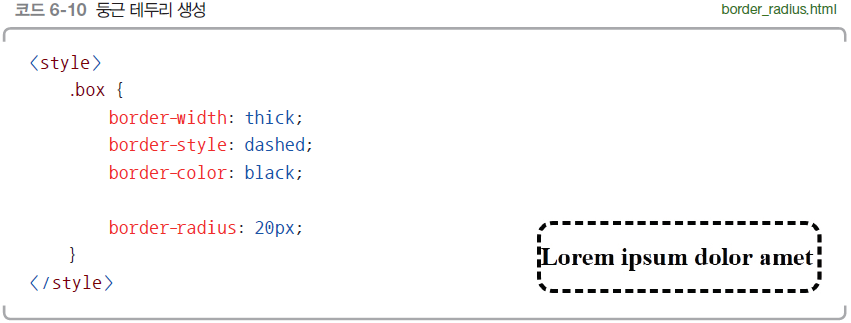 코드 6-10 둥근 테두리 생성
border_radius.html
<style>
.box {
border-width: thick;
border-style: dashed;
border-color: black;
border-radius: 20px;
}
</style>
Lorem ipsum dolor amet